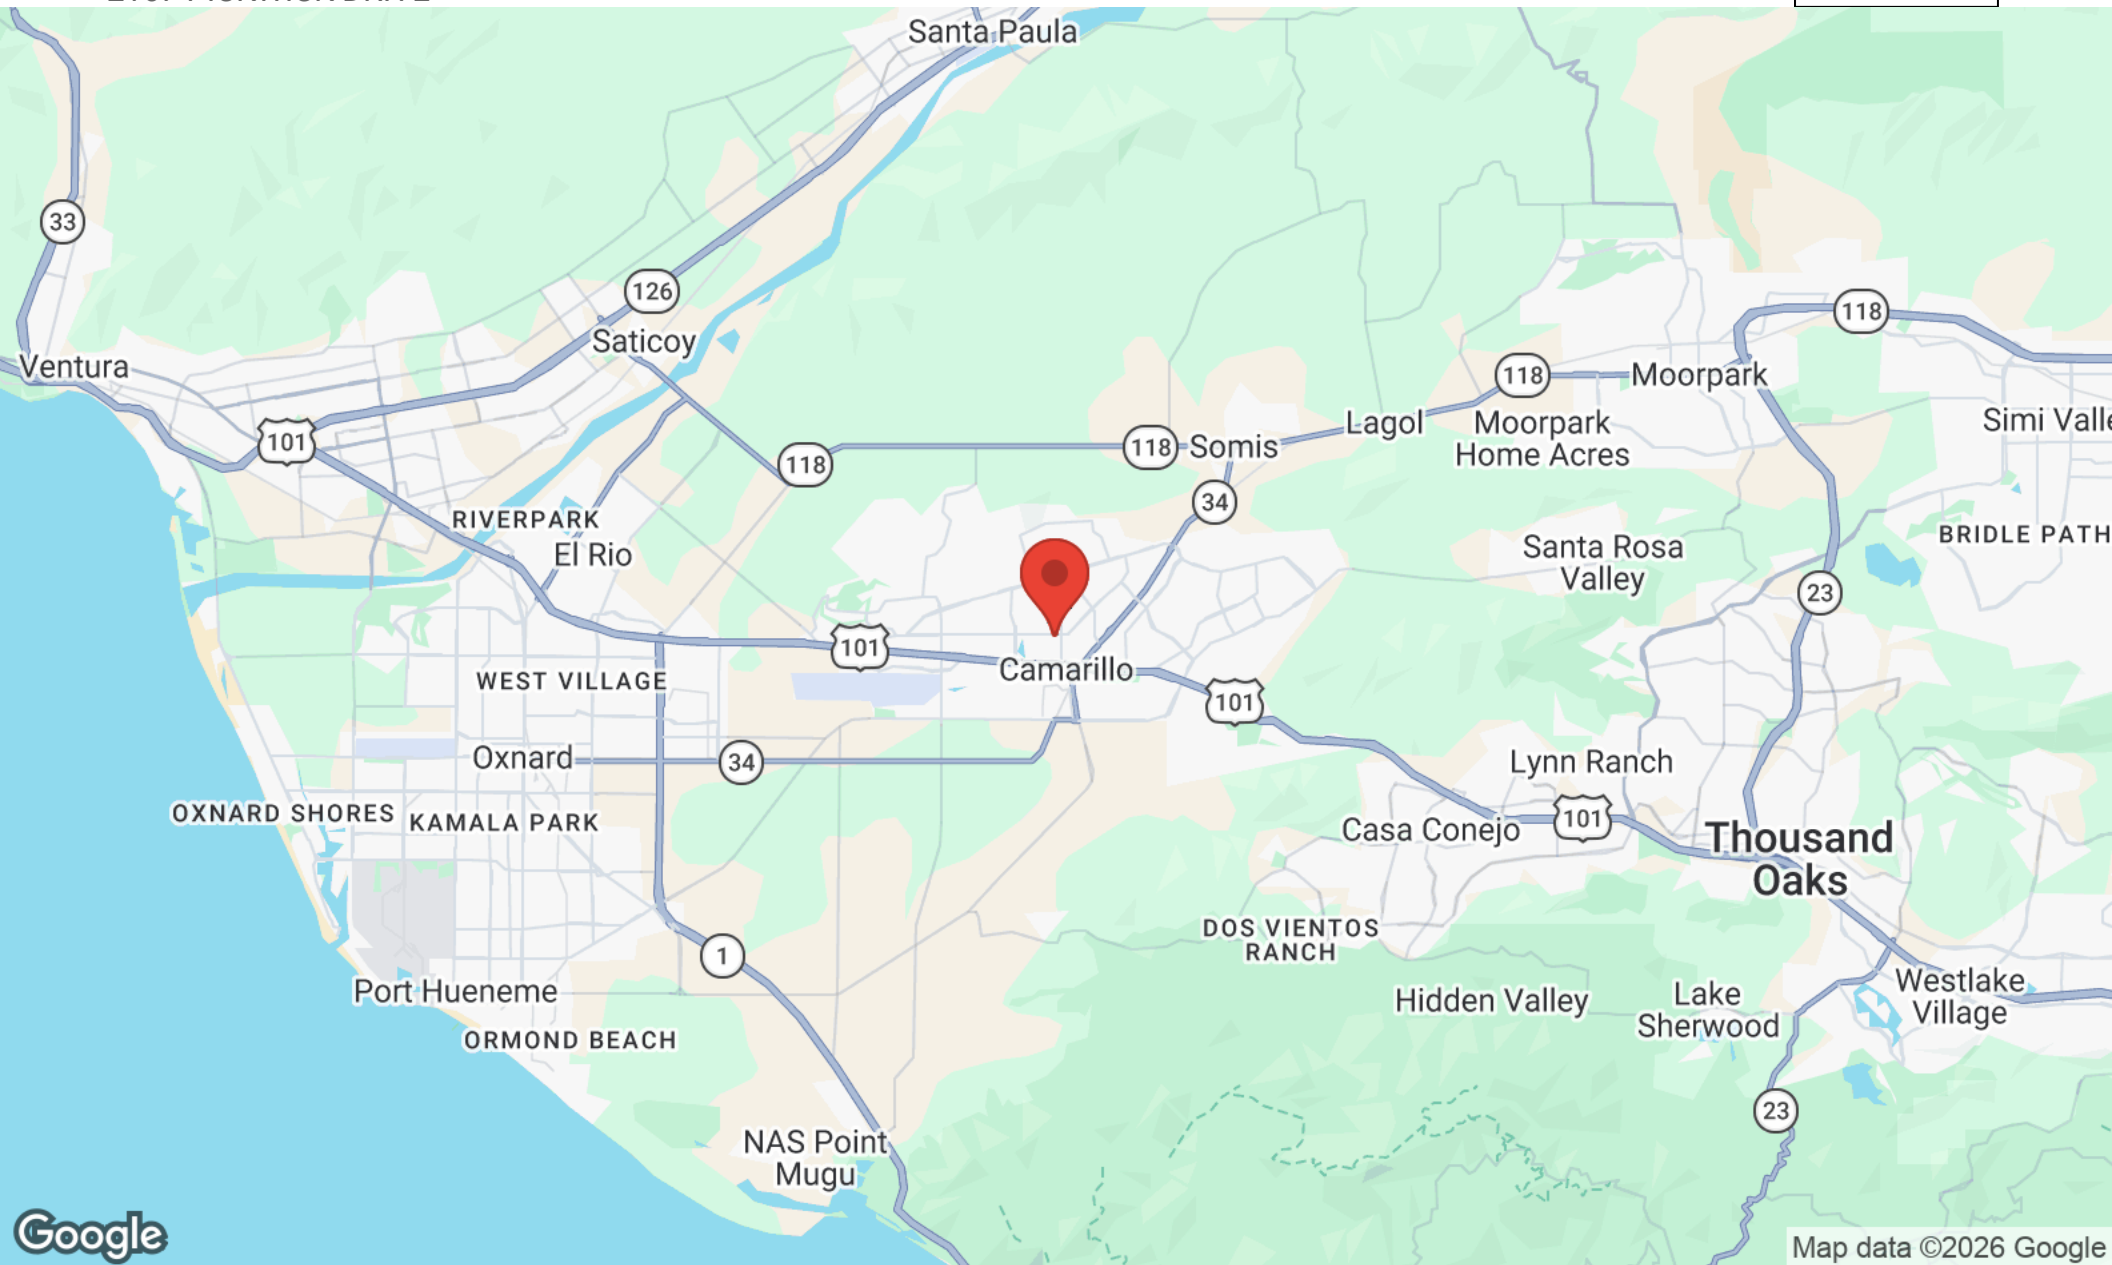 Santa Paula
33
126
Saticoy
118
Ventura
118
Moorpark
101
Lagol
Moorpark
Home Acres
Simi Valle
118
118
Somis
34
RIVERPARK
El Rio
Santa Rosa
Valley
BRIDLE PATH
23
101
WEST VILLAGE
Camarillo
101
Oxnard
34
Lynn Ranch
OXNARD SHORES
KAMALA PARK
Casa Conejo
101
Thousand
Oaks
DOS VIENTOS
RANCH
1
Port Hueneme
Hidden Valley
Lake
Sherwood
Westlake
Village
ORMOND BEACH
23
NAS Point
Mugu
Google
Map data ©2026 Google